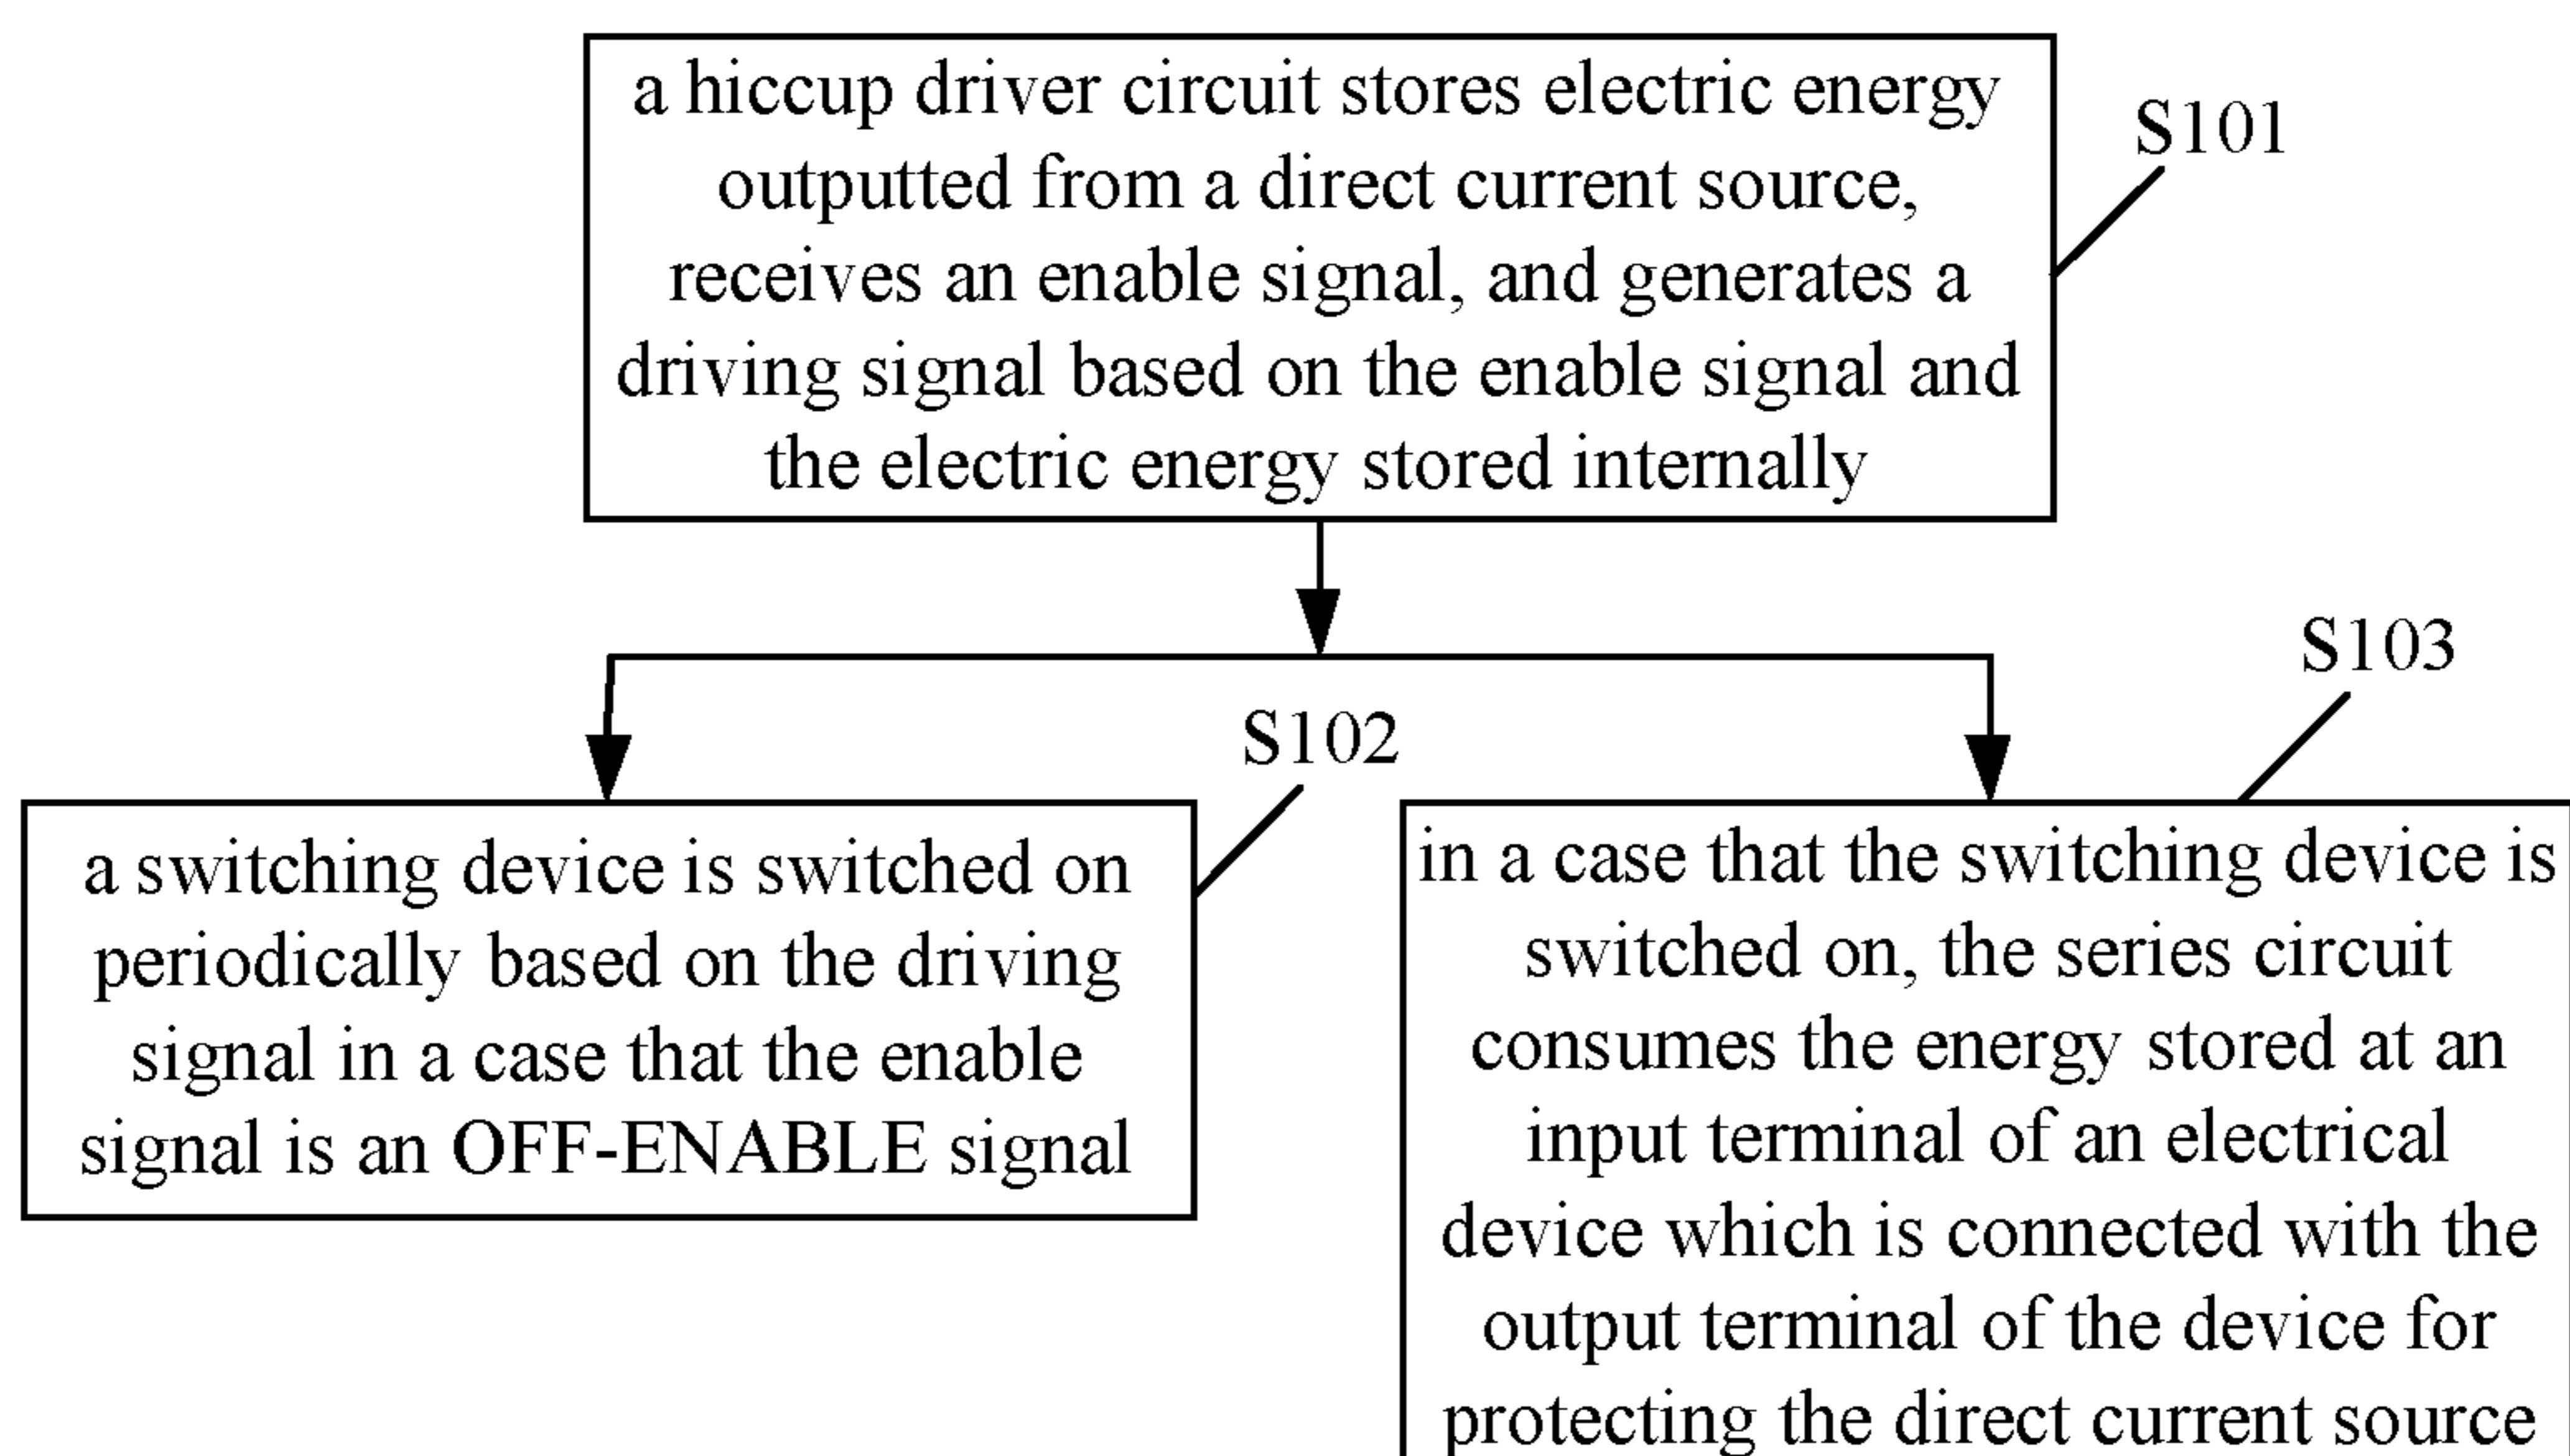 a hiccup driver circuit stores electric energy
outputted from a direct current source,
receives an enable signal, and generates a
driving signal based on the enable signal and
the electric energy stored internally
S101
S102
a switching device is switched on
periodically based on the driving
signal in a case that the enable
signal is an OFF-ENABLE signal
S103
in a case that the switching device is
switched on, the series circuit
consumes the energy stored at an
input terminal of an electrical
device which is connected with the
output terminal of the device for
protecting the direct current source